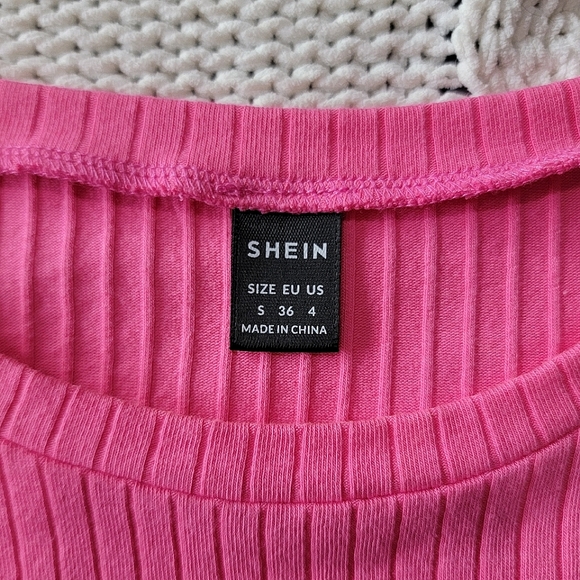 SHEIN
SIZE EU US
S 36 4
MADE IN CHINA